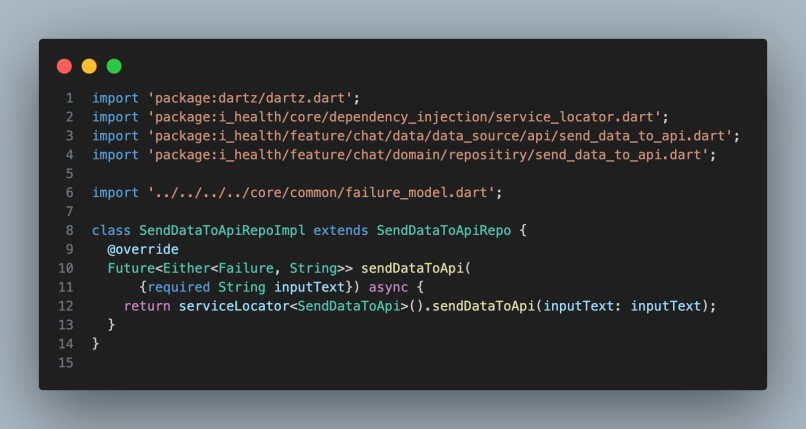 1 import 'package:dartz/dartz.dart';
2 import 'package:i_health/core/dependency_injection/service_locator.dart';
3 import 'package:i_health/feature/chat/data/data_source/api/send_data_to_api.dart';
4 import 'package:i_health/feature/chat/domain/repositiry/send_data_to_api.dart';
5
6 import '../../../../core/common/failure_model.dart';
7
8 class SendDataToApiRepoImpl extends SendDataToApiRepo {
9   @override
10   Future<Either<Failure, String>> sendDataToApi(
11       {required String inputText}) async {
12     return serviceLocator<SendDataToApi>().sendDataToApi(inputText: inputText);
13   }
14 }
15